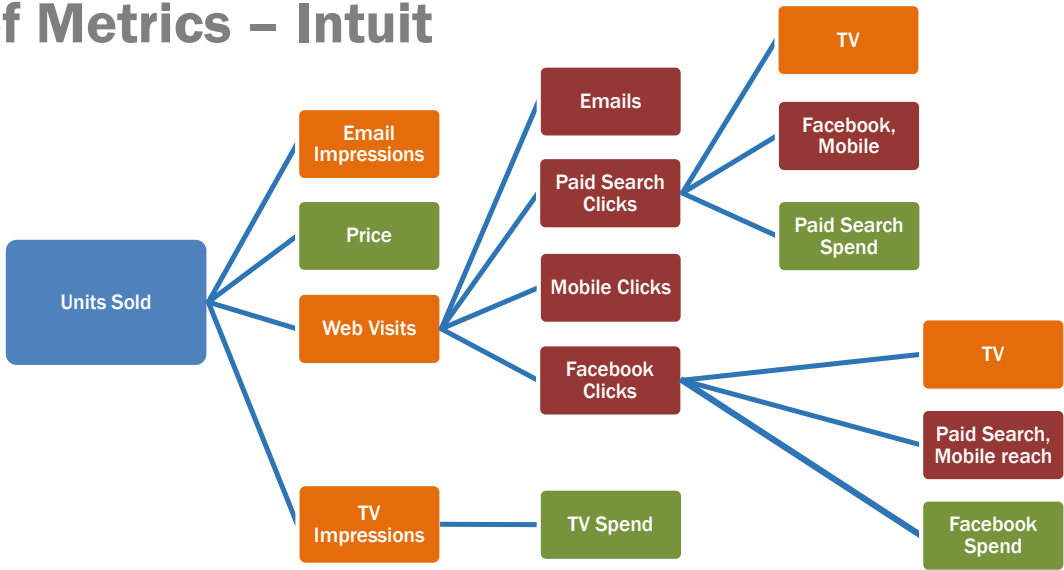 f Metrics – Intuit
Units Sold
Email
Impressions
Price
Web Visits
TV
Impressions
Emails
Paid Search
Clicks
Mobile Clicks
Facebook
Clicks
TV Spend
TV
Facebook,
Mobile
Paid Search
Spend
TV
Paid Search,
Mobile reach
Facebook
Spend